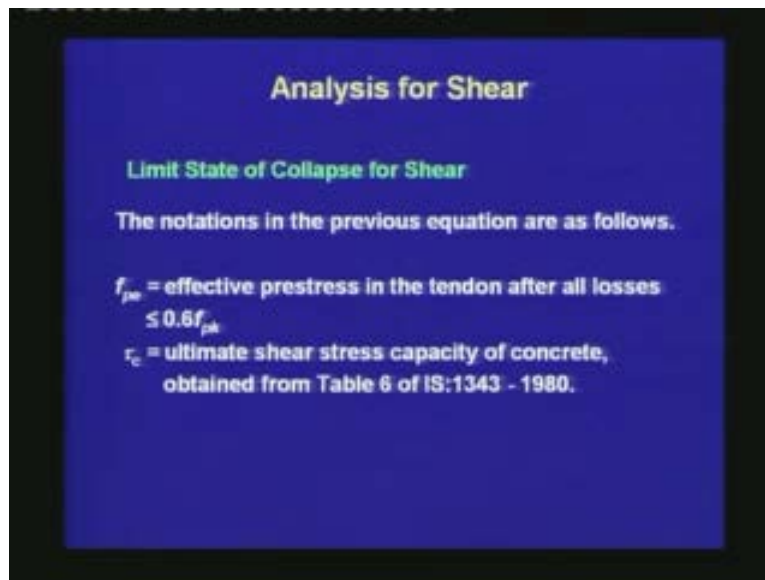 Analysis for Shear
Limit State of Collapse for Shear
The notations in the previous equation are as follows.
fpe = effective prestress in the tendon after all losses
≤ 0.6fpk
τc = ultimate shear stress capacity of concrete,
obtained from Table 6 of IS:1343 - 1980.